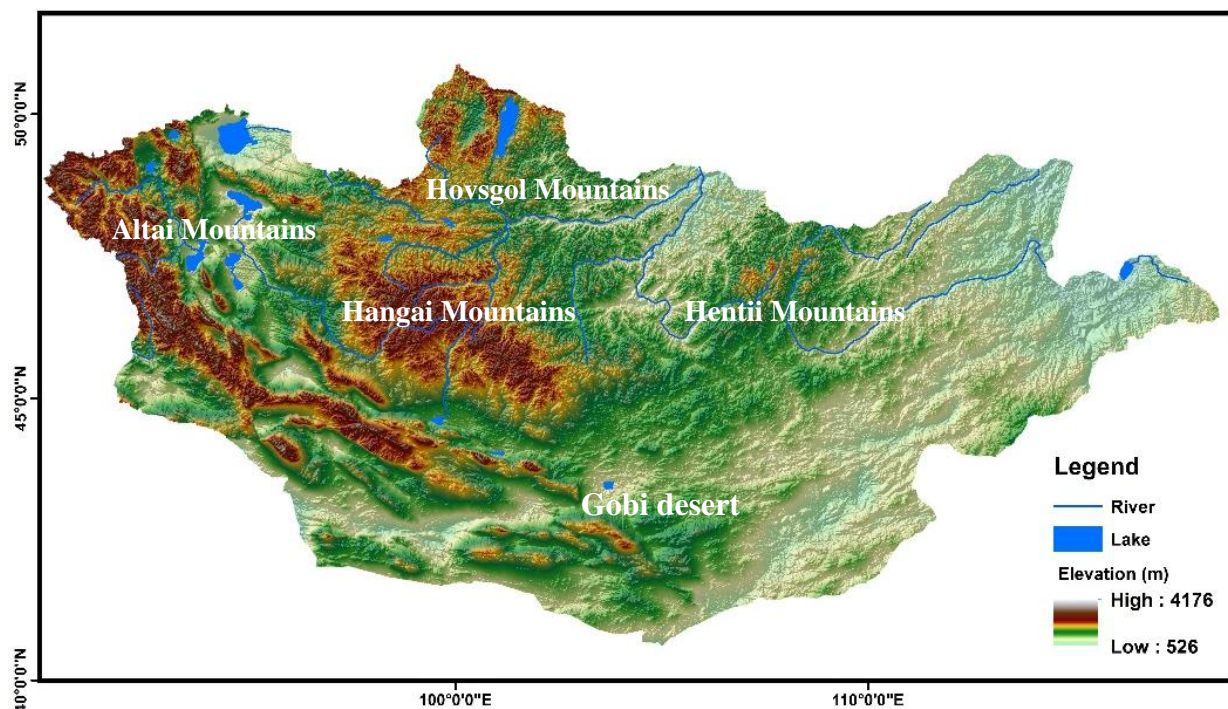 50°0'0"N
Hovsgol Mountains
Altai Mountains
Hangai Mountains
Hentii Mountains
45°0'0"N
Gobi desert
Legend
River
Lake
Elevation (m)
High : 4176
Low : 526
40°0'0"N
100°0'0"E
110°0'0"E